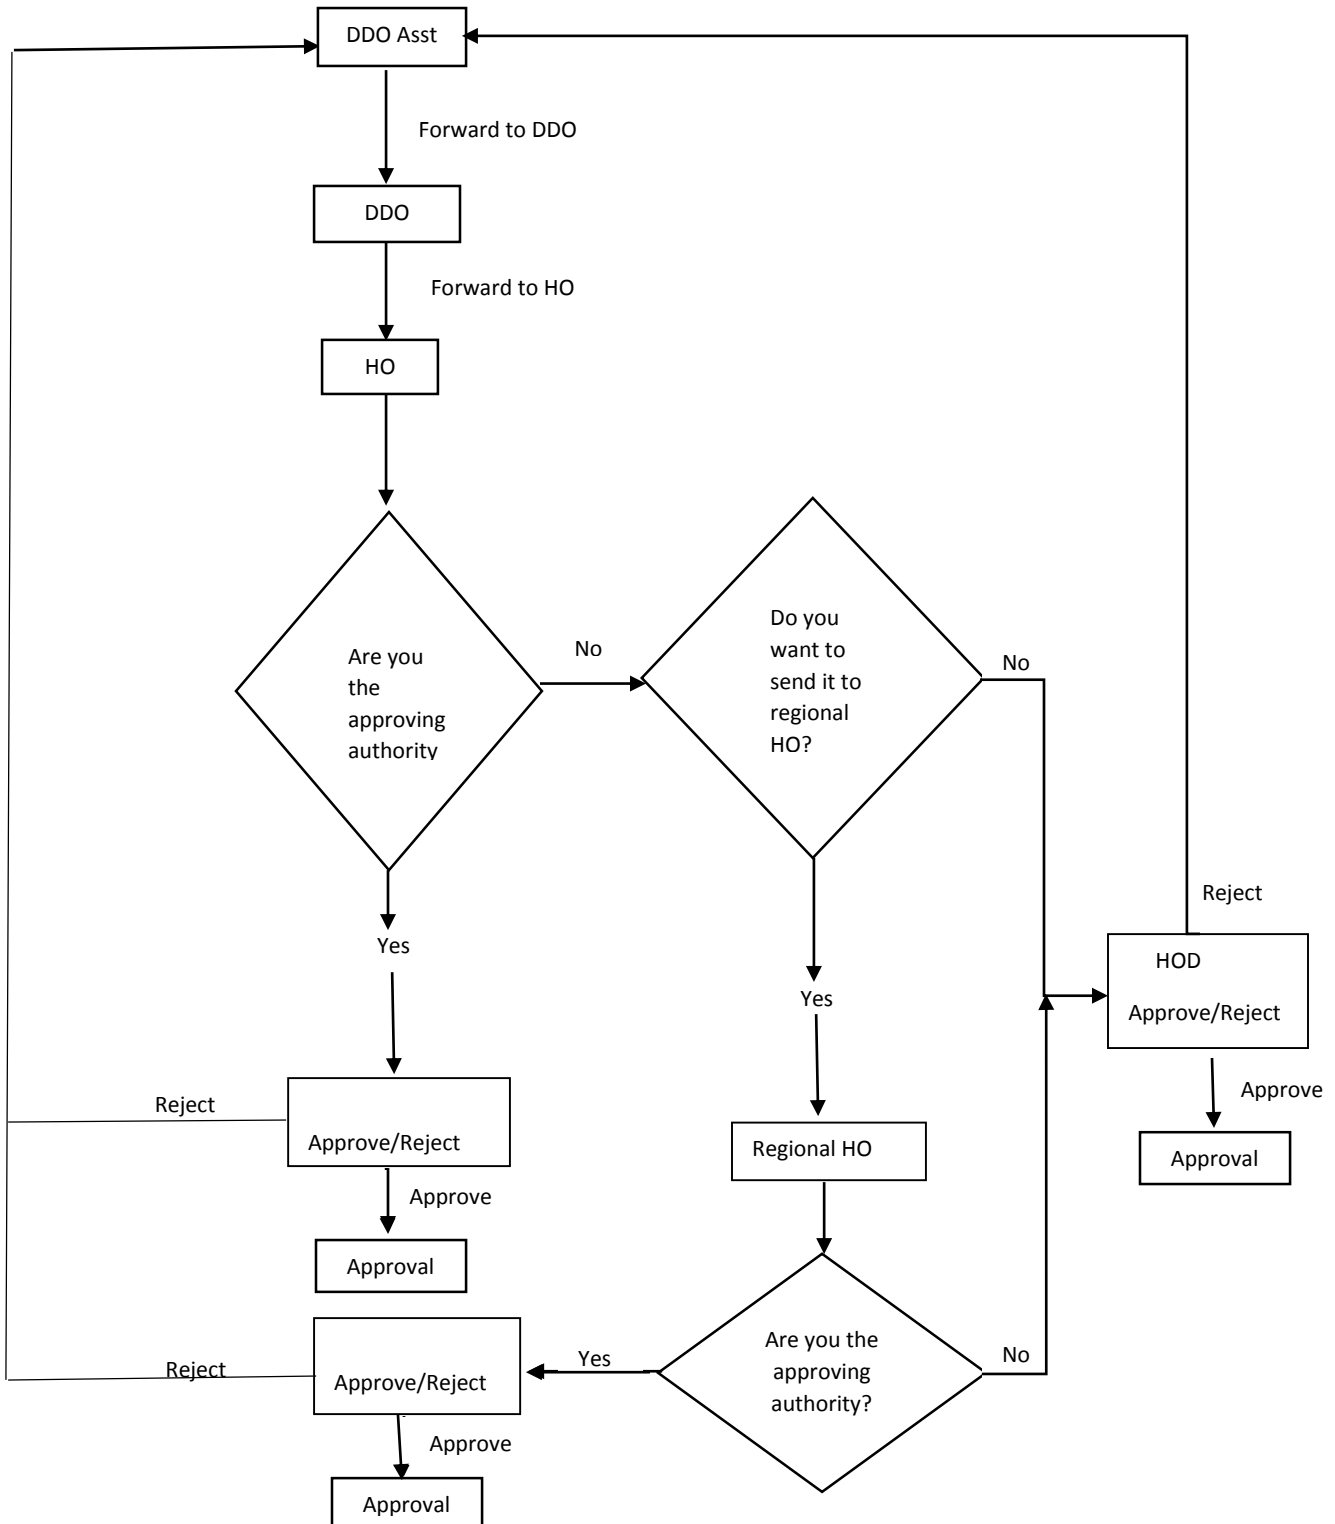 DDO Asst
Forward to DDO
DDO
Forward to HO
HO
Are you
the
approving
authority
No
Do you
want to
send it to
regional
HO?
No
Yes
Yes
Reject
HOD
Approve/Reject
Approve
Approval
Reject
Approve/Reject
Approve
Approval
Regional HO
Are you the
approving
authority?
No
Yes
Reject
Approve/Reject
Approve
Approval